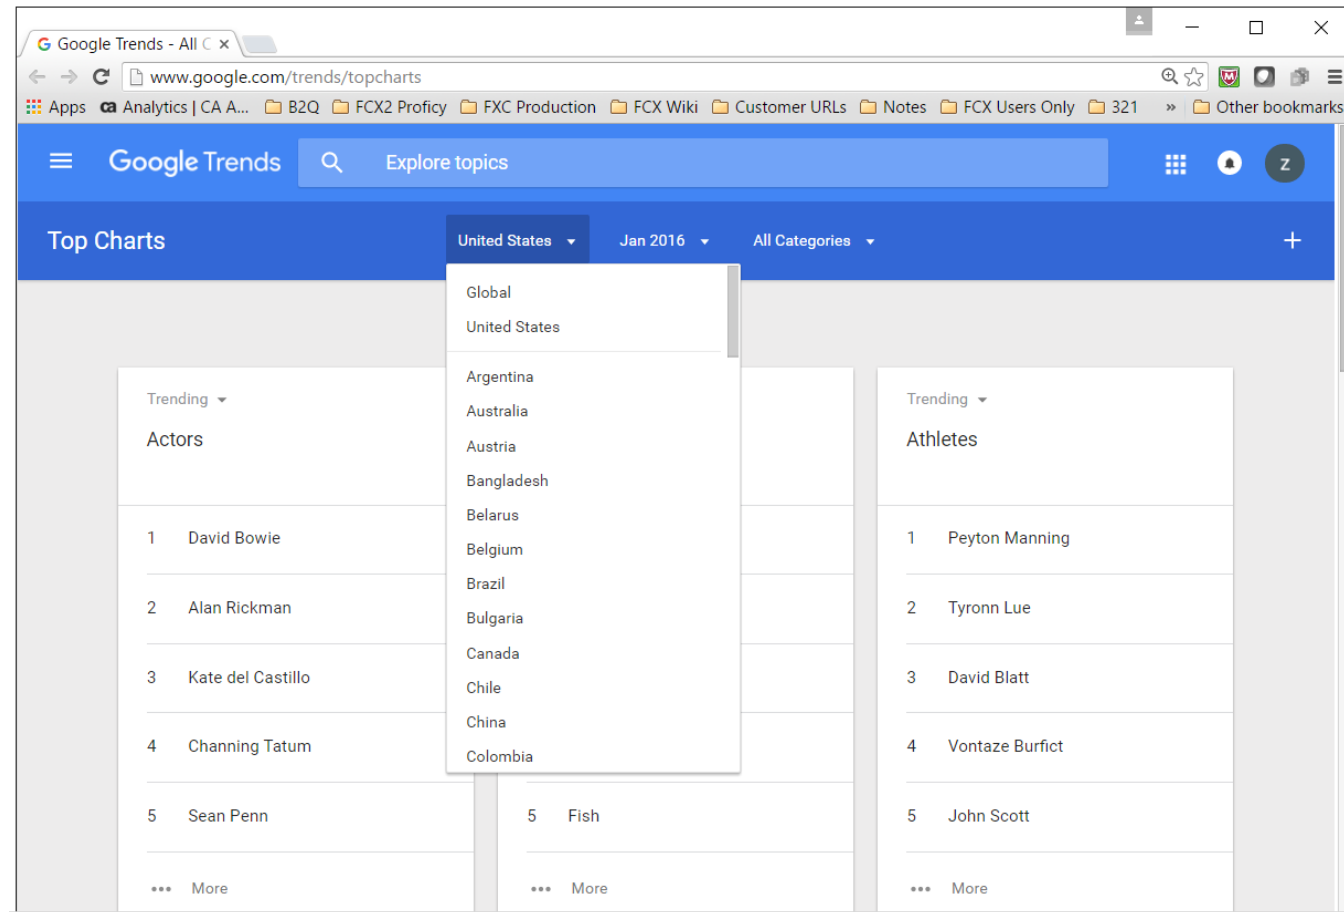 Google Trends - All C
www.google.com/trends/topcharts
Apps ca Analytics | CA A... B2Q FCX2 Proficy FXC Production FCX Wiki Customer URLs Notes FCX Users Only 321 » Other bookmarks
Google Trends Explore topics z
Top Charts United States Jan 2016 All Categories
Global
United States
Argentina
Australia
Austria
Bangladesh
Belarus
Belgium
Brazil
Bulgaria
Canada
Chile
China
Colombia
Trending
Actors
1 David Bowie
2 Alan Rickman
3 Kate del Castillo
4 Channing Tatum
5 Sean Penn
More
5 Fish
More
Trending
Athletes
1 Peyton Manning
2 Tyronn Lue
3 David Blatt
4 Vontaze Burfict
5 John Scott
More